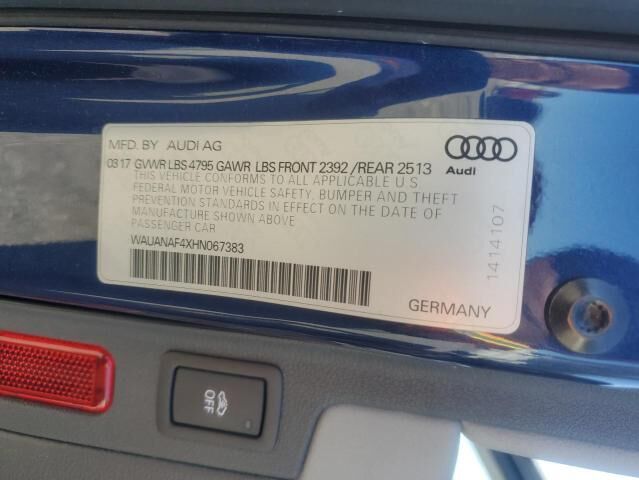 MFD. BY AUDI AG
0317 GVWR LBS 4795 GAWR LBS FRONT 2392 /REAR 2513
THIS VEHICLE CONFORMS TO ALL APPLICABLE U S
FEDERAL MOTOR VEHICLE SAFETY, BUMPER AND THEFT
PREVENTION STANDARDS IN EFFECT ON THE DATE OF
MANUFACTURE SHOWN ABOVE
PASSENGER CAR
WAUANAF4XHN067383
Audi
1414107
GERMANY
OFF